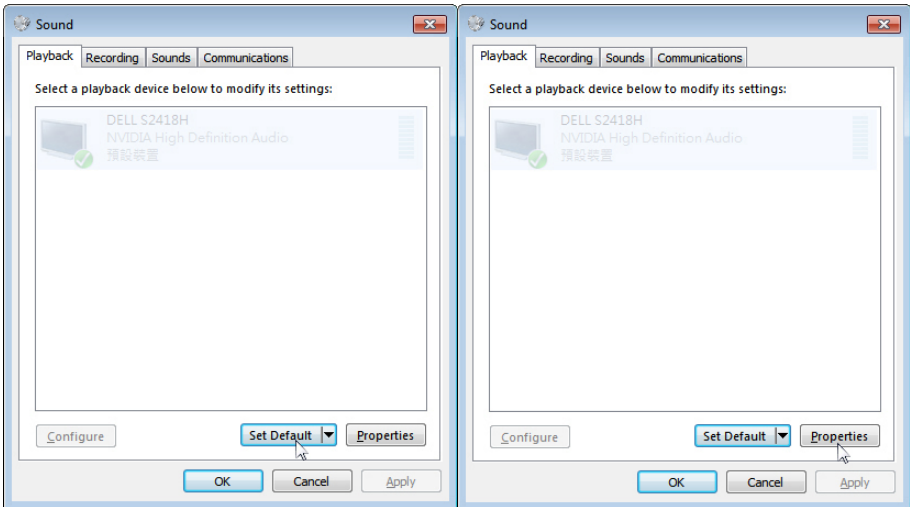 Sound
Playback Recording Sounds Communications
Select a playback device below to modify its settings:
DELL S2418H
NVIDIA High Definition Audio
預設裝置
Configure Set Default Properties
OK Cancel Apply
Sound
Playback Recording Sounds Communications
Select a playback device below to modify its settings:
DELL S2418H
NVIDIA High Definition Audio
預設裝置
Configure Set Default Properties
OK Cancel Apply